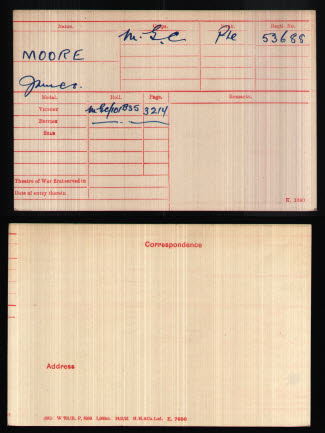 Name. Corps. Rank. Regtl. No.
MOORE M.G.C Pte 53688
James.
Medal. Roll. Page. Remarks.
VICTORY 3214
BRITISH
STAR
Theatre of War first served in
Date of entry therein
K. 1380
Correspondence
Address